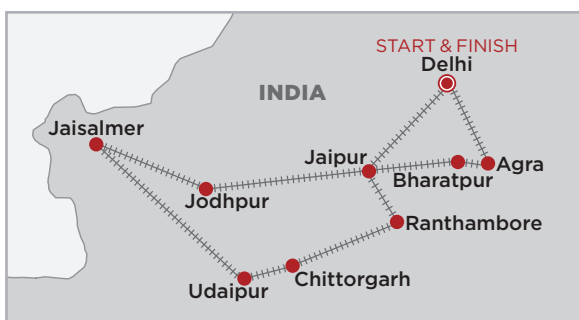 START & FINISH
Delhi
INDIA
Jaisalmer
Jaipur
Agra
Bharatpur
Jodhpur
Ranthambore
Chittorgarh
Udaipur